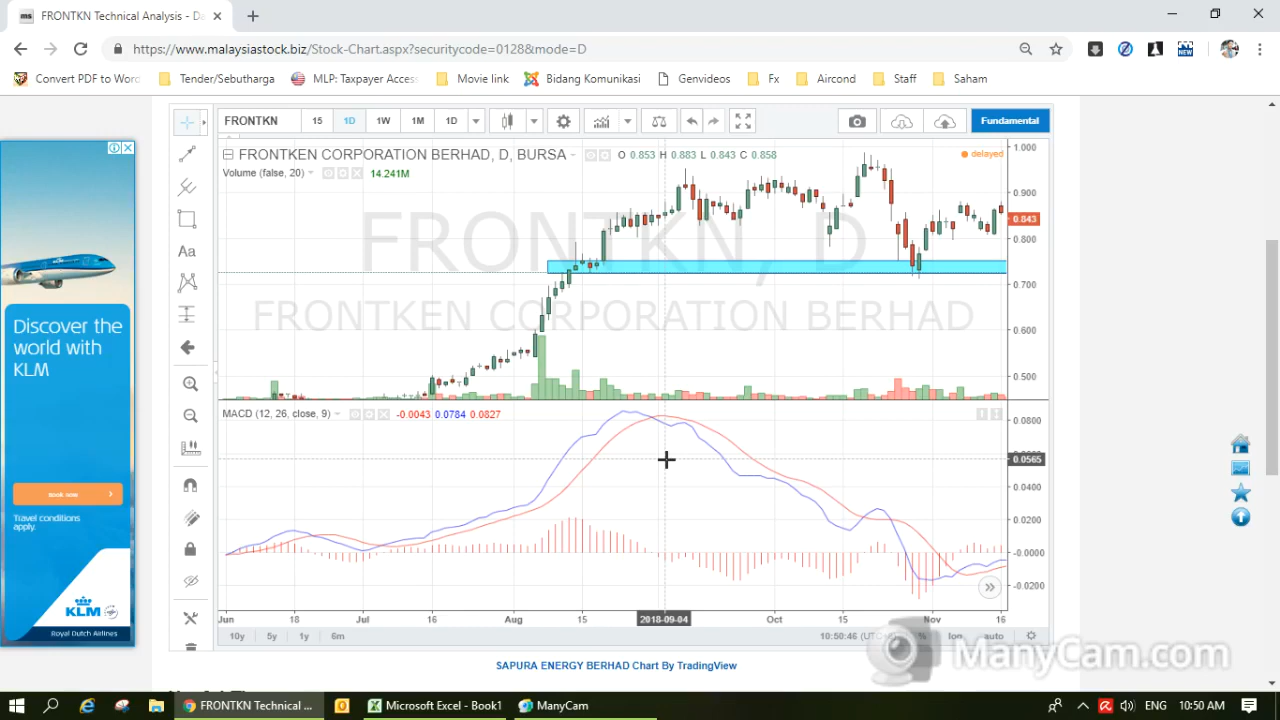 FRONTKN Technical Analysis - Da
https://www.malaysiastock.biz/Stock-Chart.aspx?securitycode=0128&mode=D
Convert PDF to Word
Tender/Sebutharga
MLP: Taxpayer Access
Movie link
Bidang Komunikasi
Genvideos
Fx
Aircond
Staff
Saham
FRONTKN 15 1D 1W 1M 1D Fundamental
FRONTKEN CORPORATION BERHAD, D, BURSA O 0.853 H 0.883 L 0.843 C 0.858
delayed
Volume (false, 20) 14.241M
FRONTKN, D
FRONTKEN CORPORATION BERHAD
1.000
0.900
0.843
0.800
0.700
0.600
0.500
MACD (12, 26, close, 9) -0.0043 0.0784 0.0827
0.0800
0.0565
0.0400
0.0200
-0.0000
-0.0200
Jun 18 Jul 16 Aug 15 2018-09-04 Oct 15 Nov 16
10y 5y 1y 6m
% log auto
SAPURA ENERGY BERHAD Chart By TradingView
Discover the
world with
KLM
Book now
Travel conditions
apply.
KLM
Royal Dutch Airlines
ManyCam.com
FRONTKN Technical ...
Microsoft Excel - Book1
ManyCam
ENG
10:50 AM